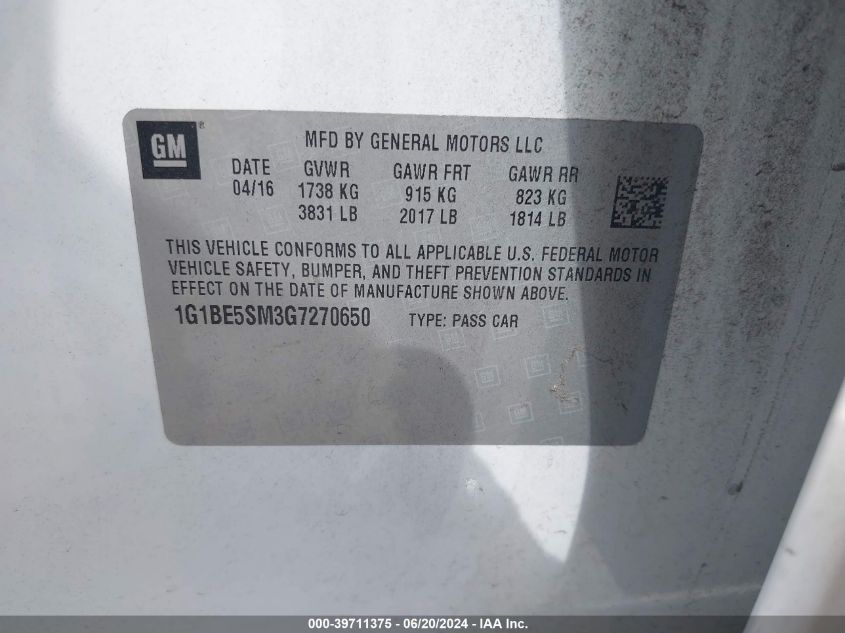 GM ®
MFD BY GENERAL MOTORS LLC
DATE GVWR GAWR FRT GAWR RR
04/16 1738 KG 915 KG 823 KG
3831 LB 2017 LB 1814 LB
THIS VEHICLE CONFORMS TO ALL APPLICABLE U.S. FEDERAL MOTOR
VEHICLE SAFETY, BUMPER, AND THEFT PREVENTION STANDARDS IN
EFFECT ON THE DATE OF MANUFACTURE SHOWN ABOVE.
1G1BE5SM3G7270650 TYPE: PASS CAR
000-39711375 - 06/20/2024 - IAA Inc.